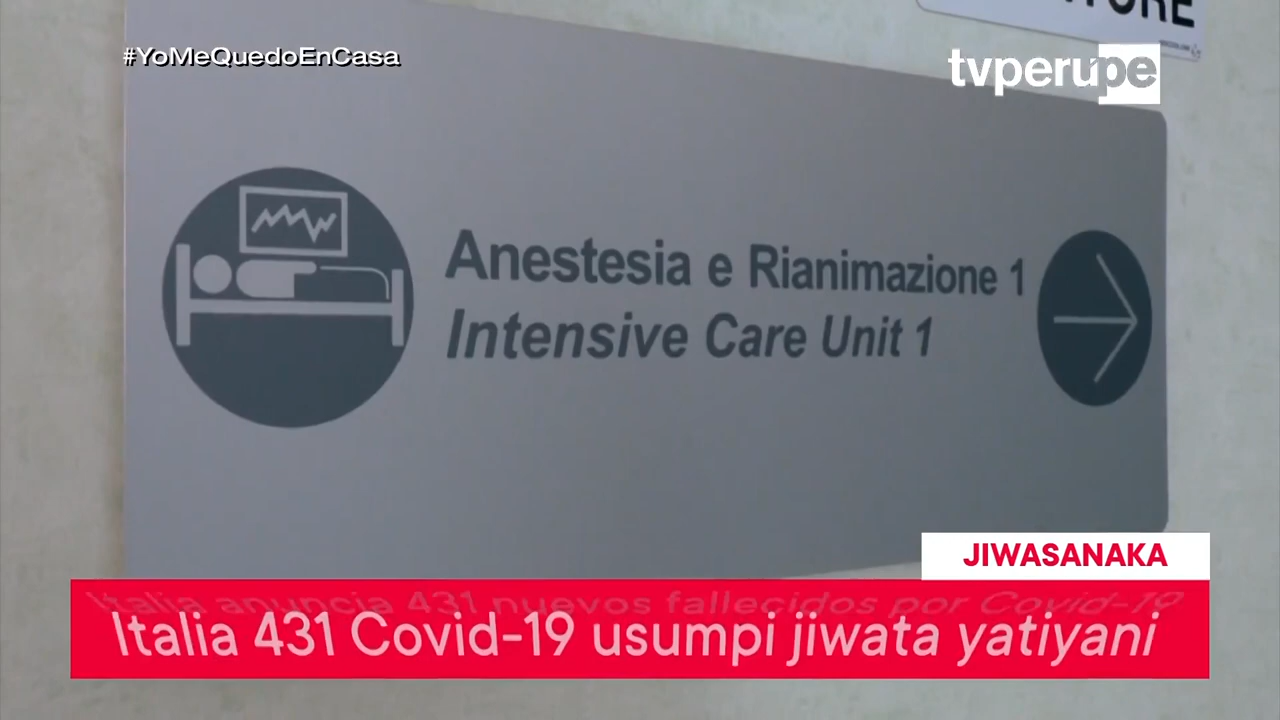 #YoMeQuedoEnCasa
tvperupe
Anestesia e Rianimazione 1
Intensive Care Unit 1
JIWASANAKA
Italia anuncia 431 nuevos fallecidos por Covid-19
Italia 431 Covid-19 usumpi jiwata yatiyani